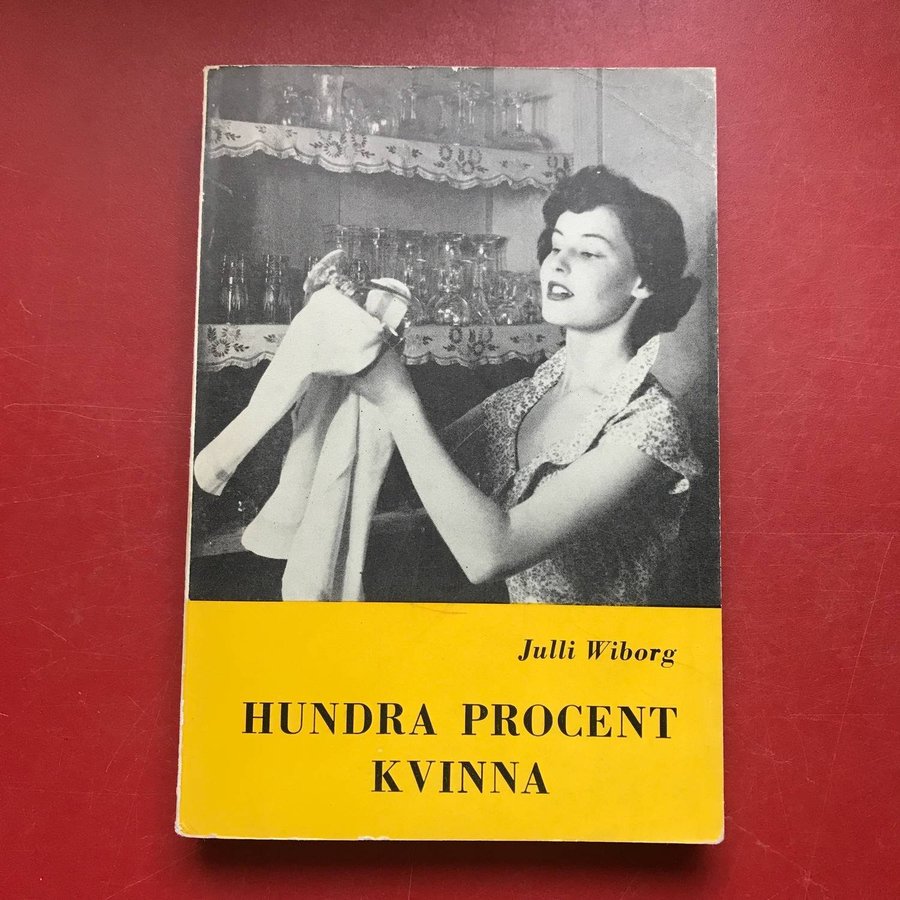 Julli Wiborg
HUNDRA PROCENT
KVINNA